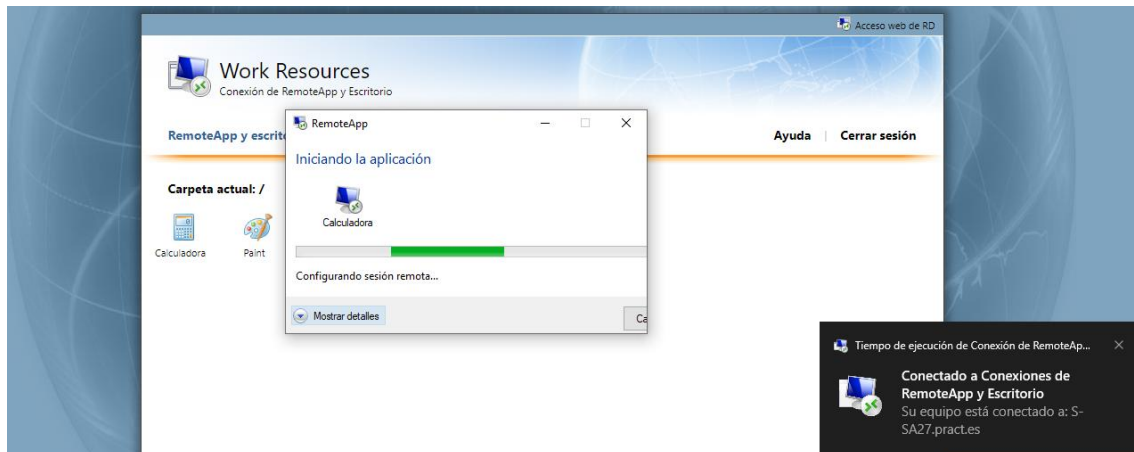 Acceso web de RD
Work Resources
Conexión de RemoteApp y Escritorio
RemoteApp y escrit
Ayuda | Cerrar sesión
RemoteApp
Iniciando la aplicación
Calculadora
Configurando sesión remota...
Mostrar detalles
Ca
Carpeta actual: /
Calculadora Paint
Tiempo de ejecución de Conexión de RemoteAp...
Conectado a Conexiones de
RemoteApp y Escritorio
Su equipo está conectado a: S-
SA27.pract.es